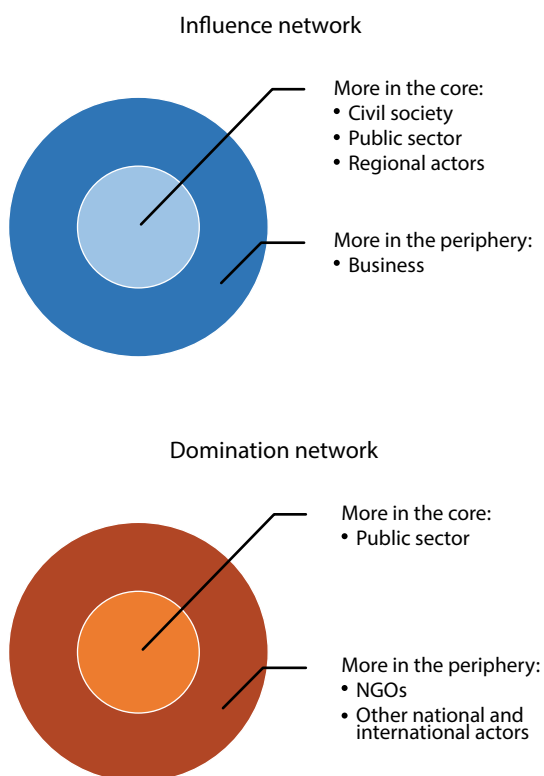 Influence network
More in the core:
• Civil society
• Public sector
• Regional actors
More in the periphery:
• Business
Domination network
More in the core:
• Public sector
More in the periphery:
• NGOs
• Other national and
international actors